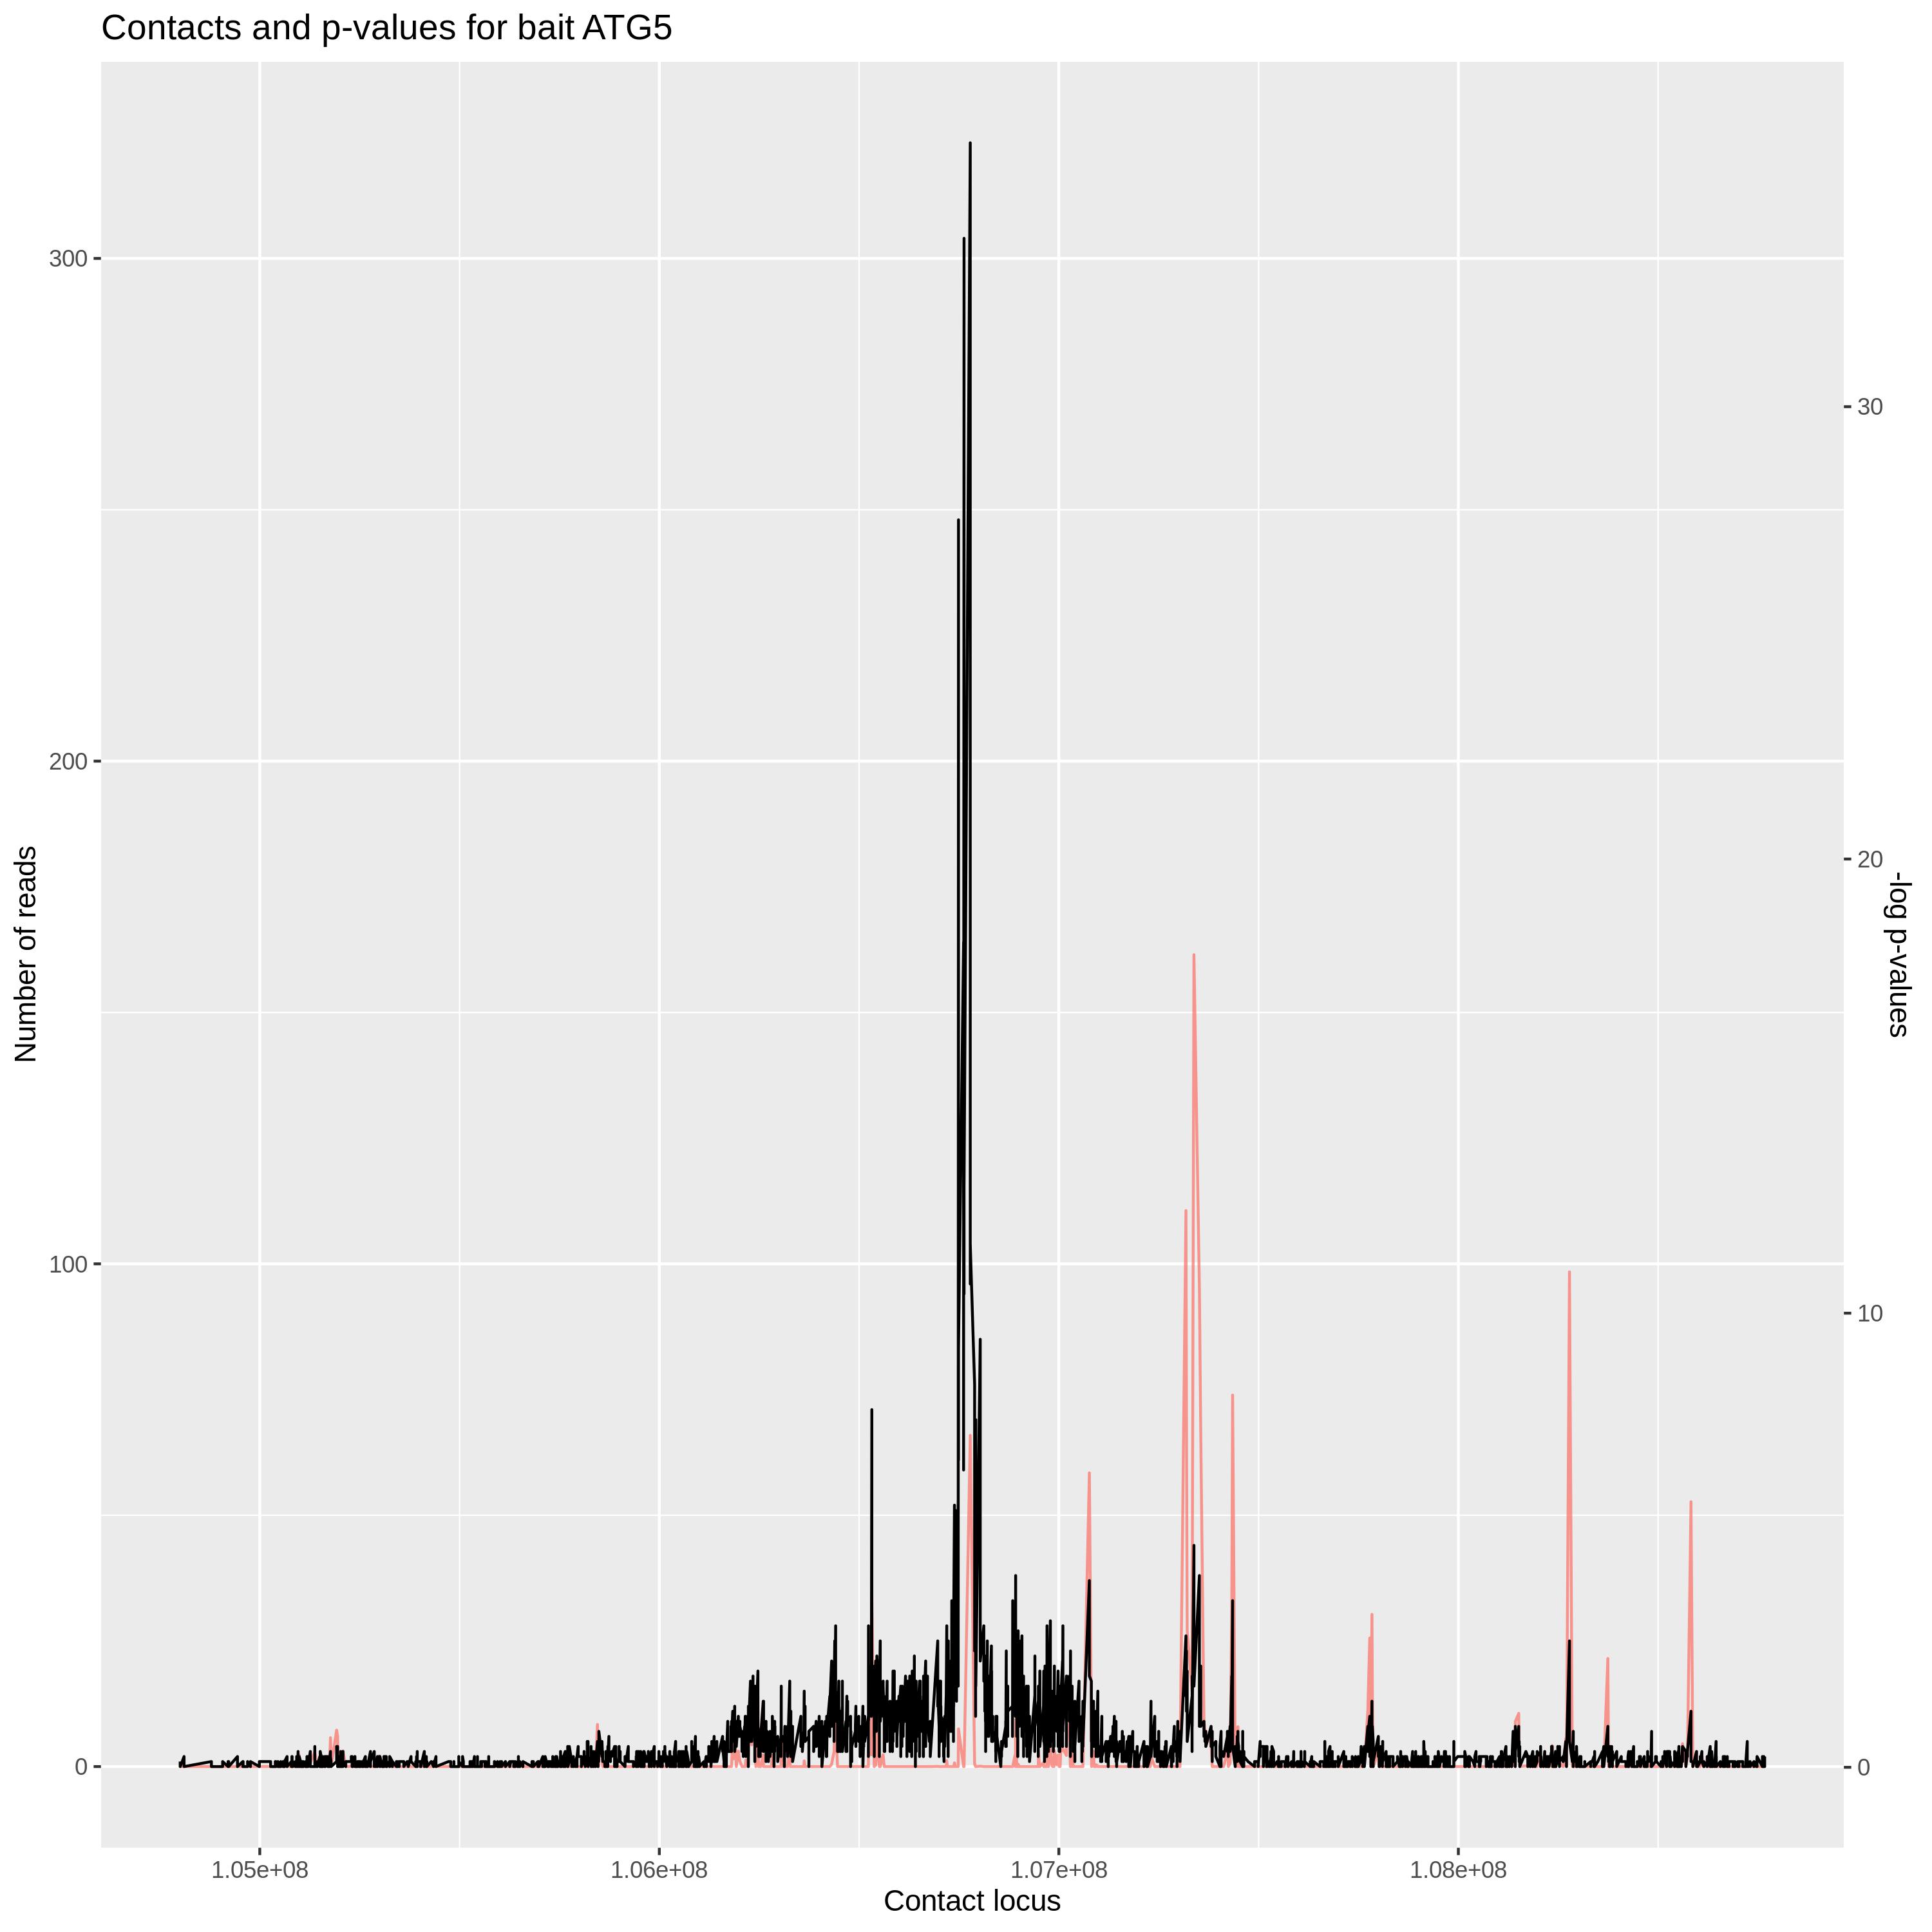 Contacts and p-values for bait ATG5
Number of reads
300
200
100
0
30
20
10
0
-log p-values
1.05e+08
1.06e+08
1.07e+08
1.08e+08
Contact locus